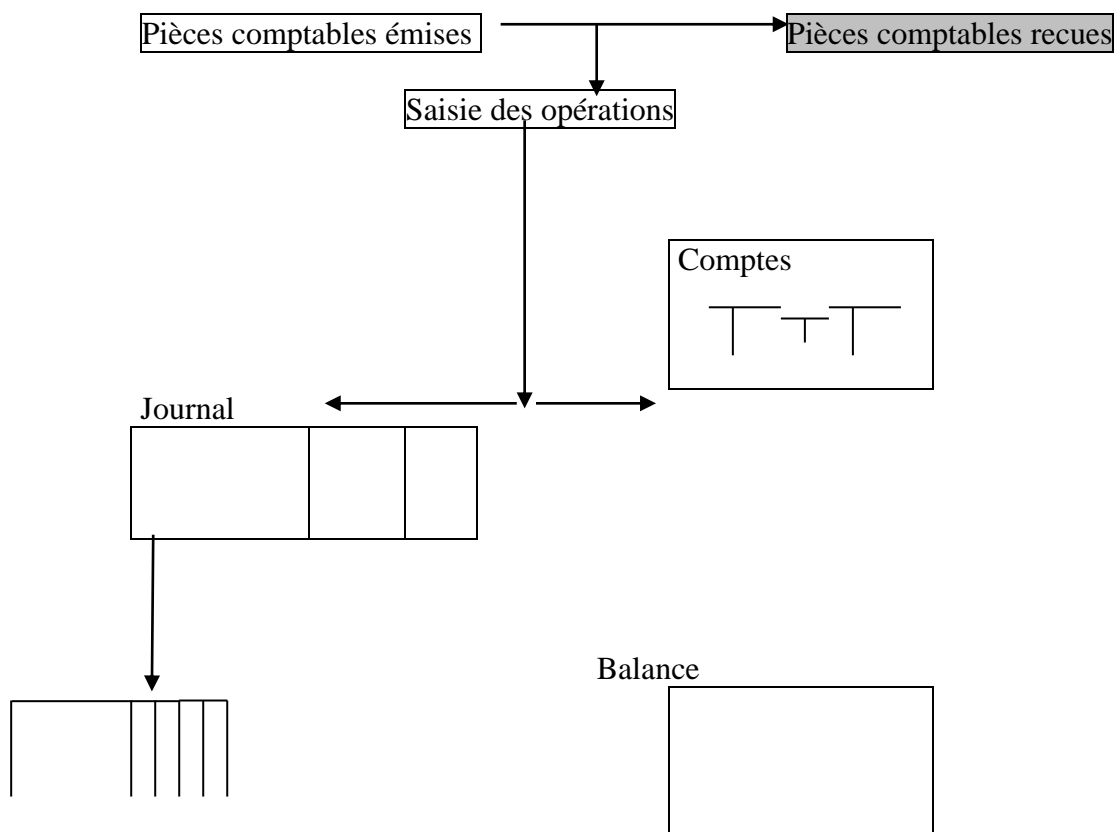 Pièces comptables émises
Pièces comptables recues
Saisie des opérations
Comptes
Journal
Balance